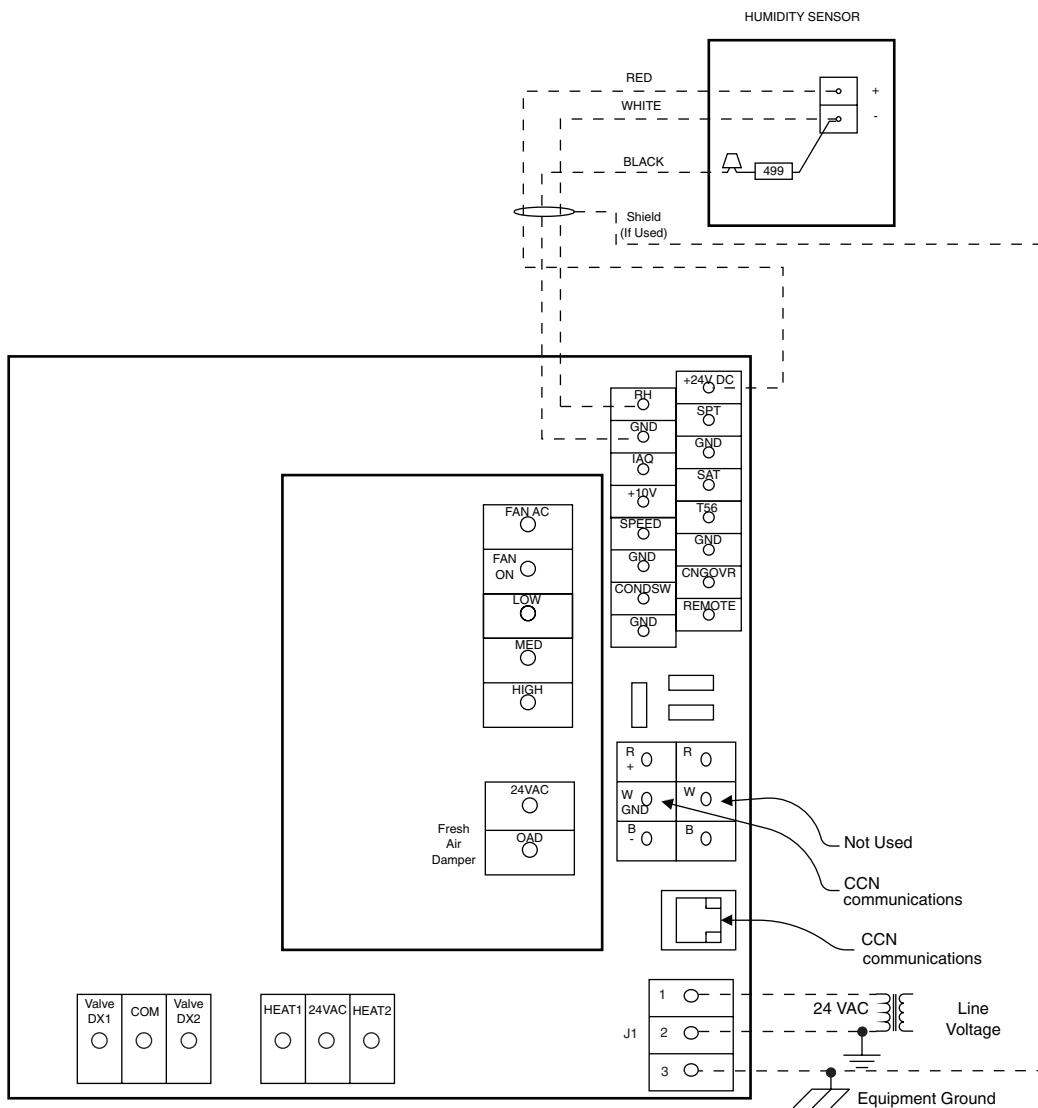 HUMIDITY SENSOR
RED
+
WHITE
-
BLACK
499
Shield
(If Used)
+24V DC
RH
SPT
GND
GND
IAQ
SAT
+10V
T56
SPEED
GND
GND
CNGOVR
CONDSW
REMOTE
GND
FAN AC
FAN
ON
LOW
MED
HIGH
R
+
R
W
GND
W
B
-
B
24VAC
OAD
Fresh
Air
Damper
Not Used
CCN
communications
CCN
communications
Valve
DX1
COM
Valve
DX2
HEAT1
24VAC
HEAT2
J1
1
2
3
24 VAC
Line
Voltage
Equipment Ground